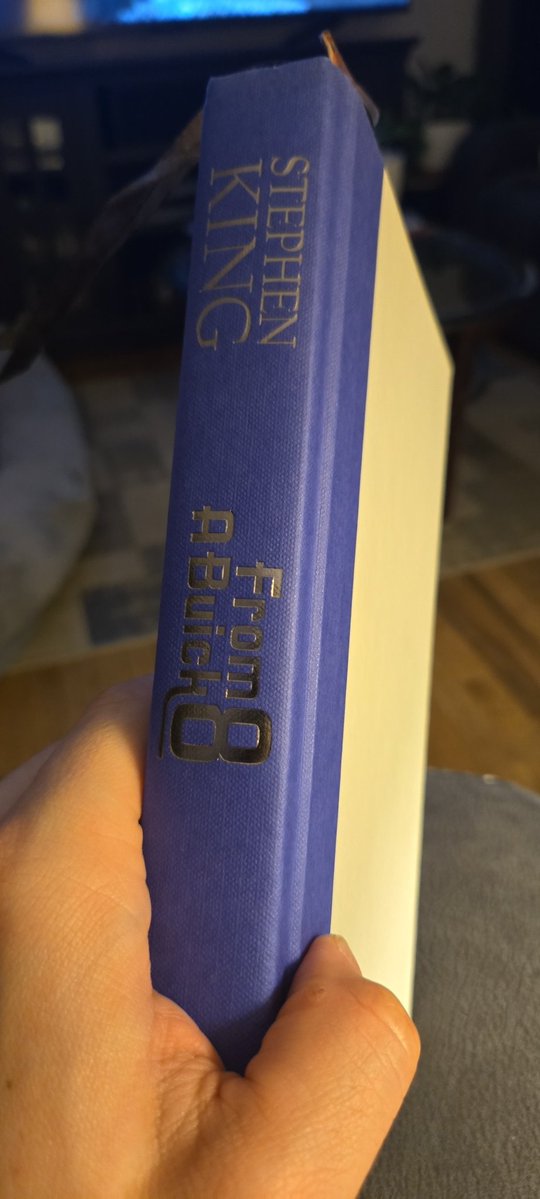 STEPHEN
KING
From
A Buick 8